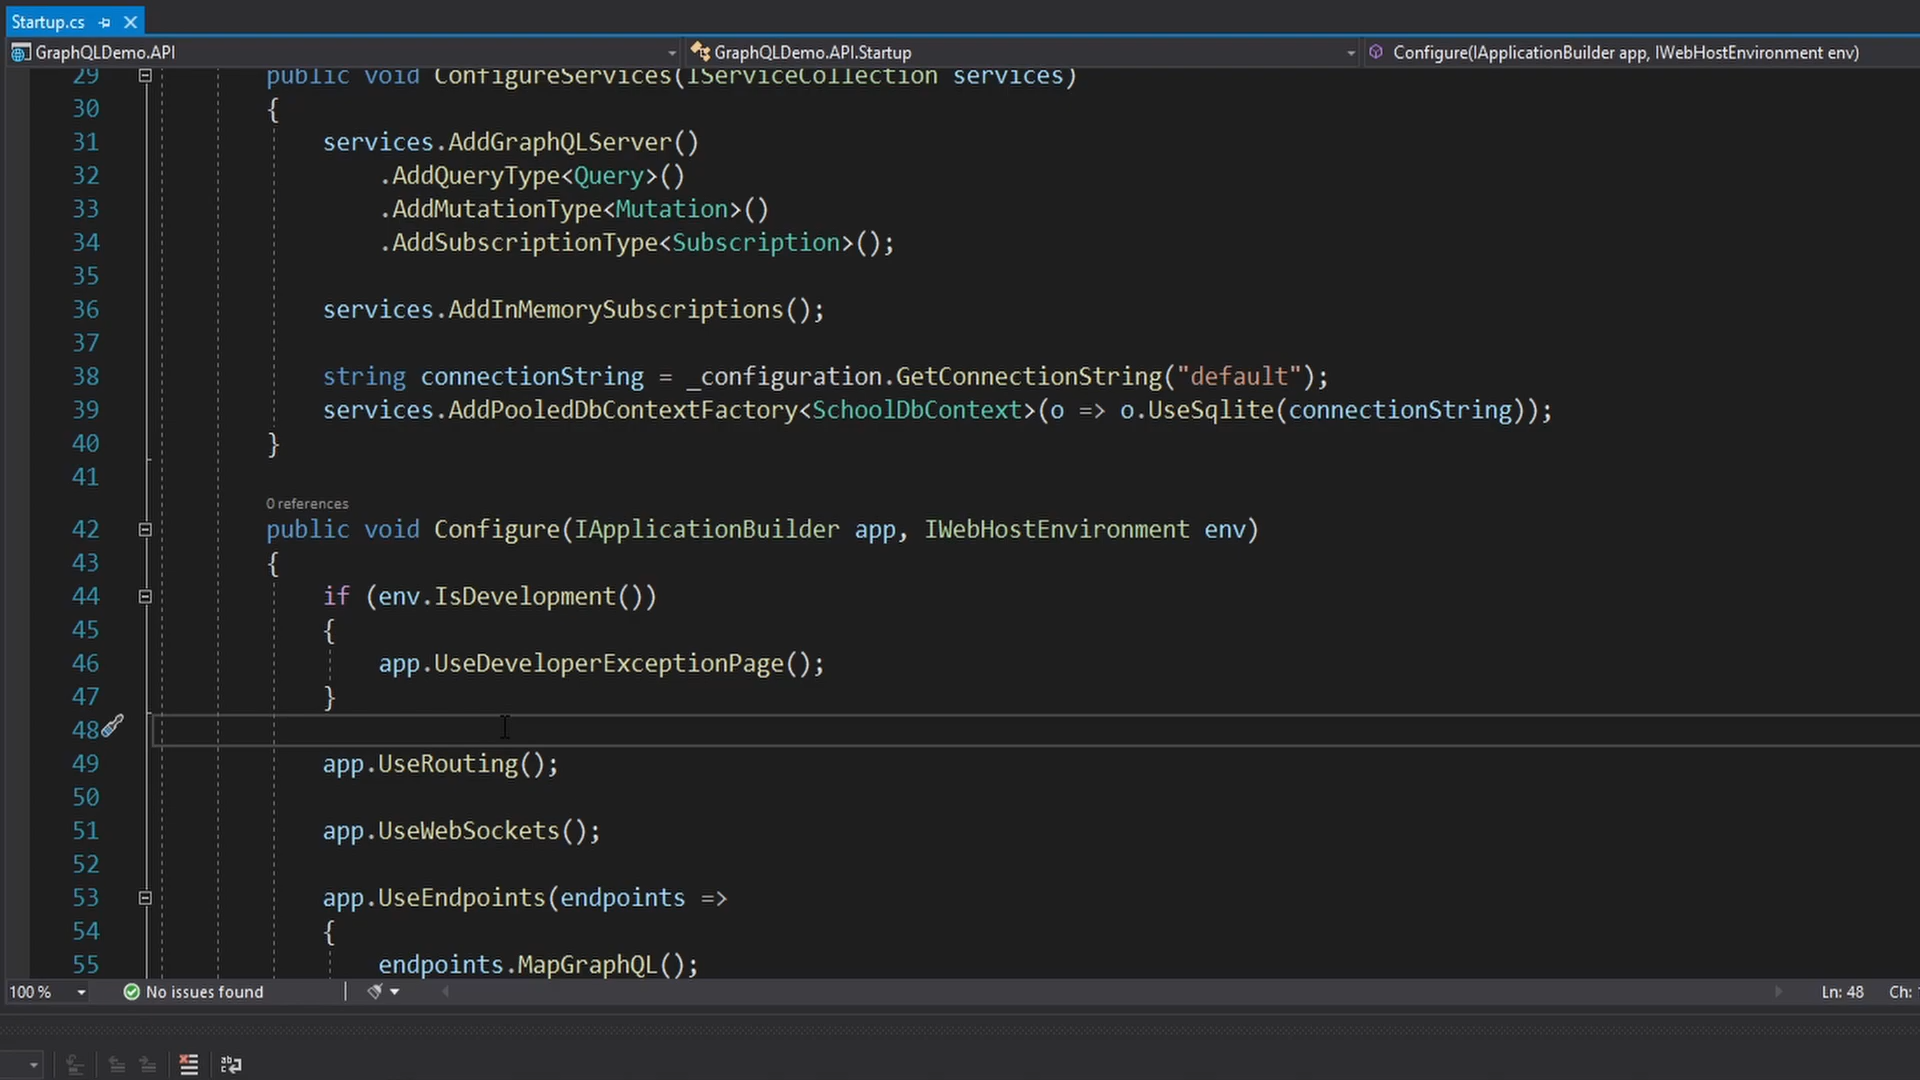 Startup.cs
GraphQLDemo.API
GraphQLDemo.API.Startup
Configure(IApplicationBuilder app, IWebHostEnvironment env)
29 public void ConfigureServices(IServiceCollection services)
30 {
31 services.AddGraphQLServer()
32 .AddQueryType<Query>()
33 .AddMutationType<Mutation>()
34 .AddSubscriptionType<Subscription>();
35
36 services.AddInMemorySubscriptions();
37
38 string connectionString = _configuration.GetConnectionString("default");
39 services.AddPooledDbContextFactory<SchoolDbContext>(o => o.UseSqlite(connectionString));
40 }
41
0 references
42 public void Configure(IApplicationBuilder app, IWebHostEnvironment env)
43 {
44 if (env.IsDevelopment())
45 {
46 app.UseDeveloperExceptionPage();
47 }
48
49 app.UseRouting();
50
51 app.UseWebSockets();
52
53 app.UseEndpoints(endpoints =>
54 {
55 endpoints.MapGraphQL();
100 % No issues found Ln: 48 Ch: